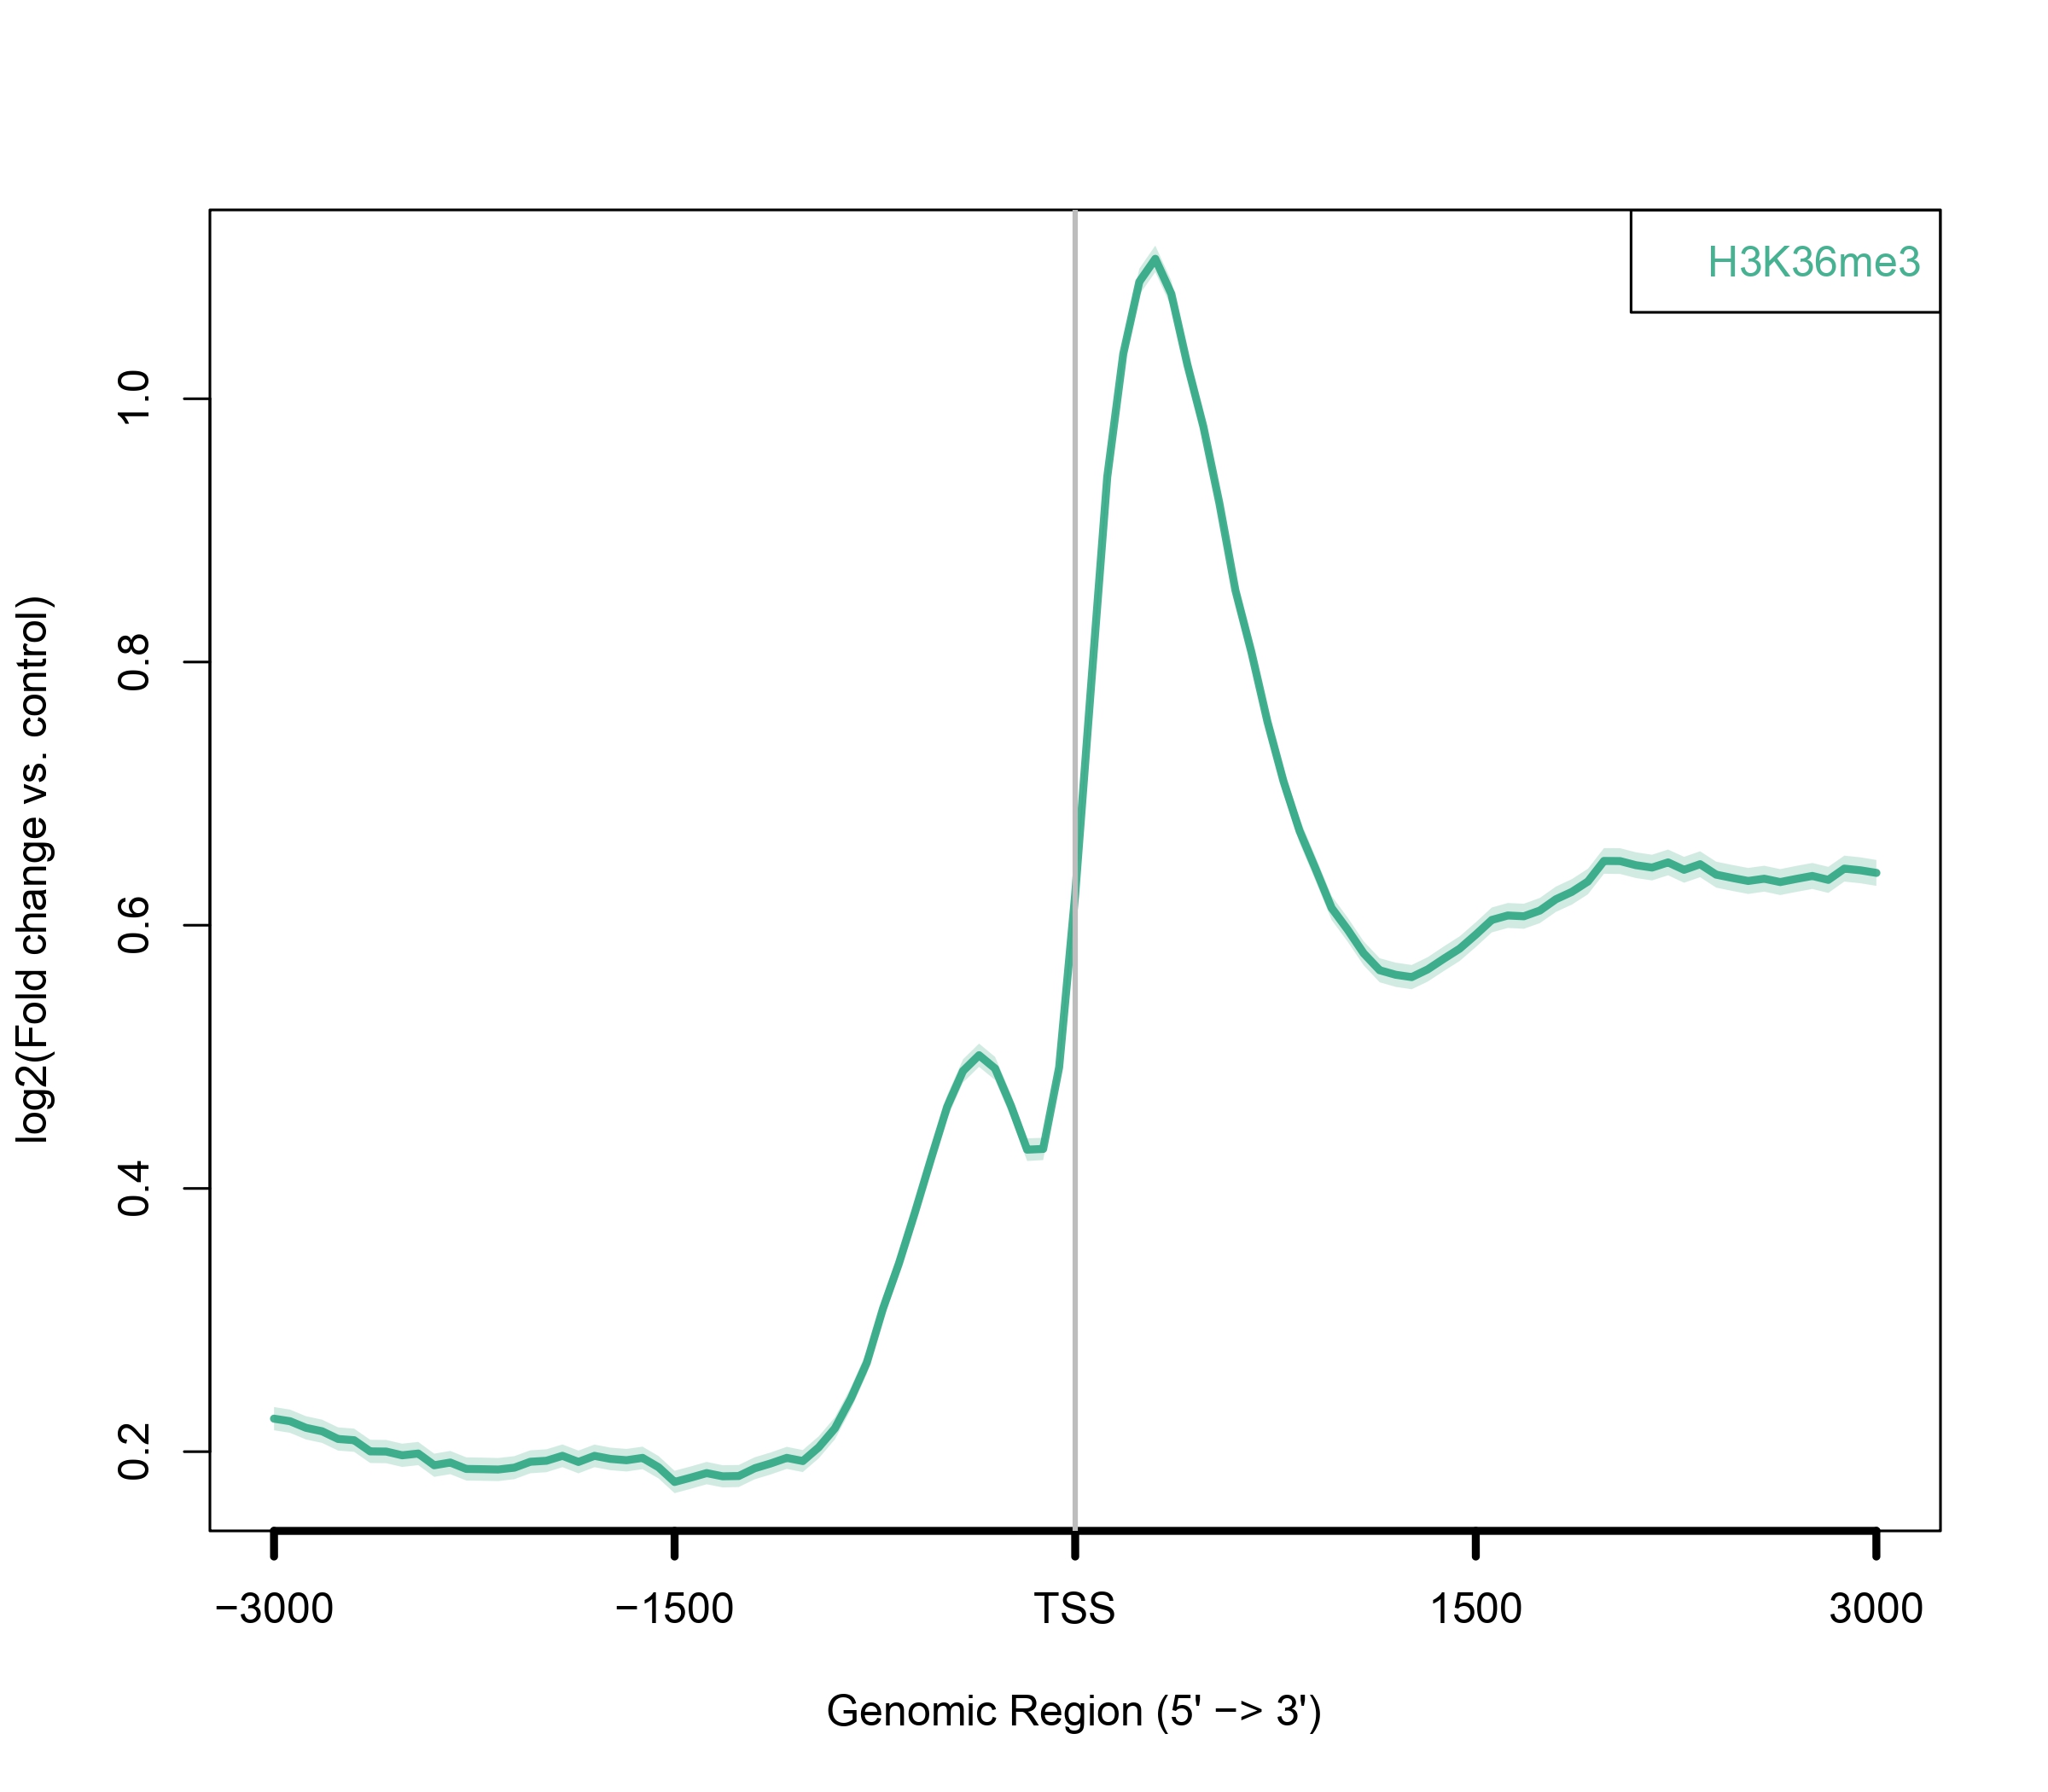 H3K36me3
log2(Fold change vs. control)
1.0
0.8
0.6
0.4
0.2
−3000 −1500 TSS 1500 3000
Genomic Region (5' −> 3')